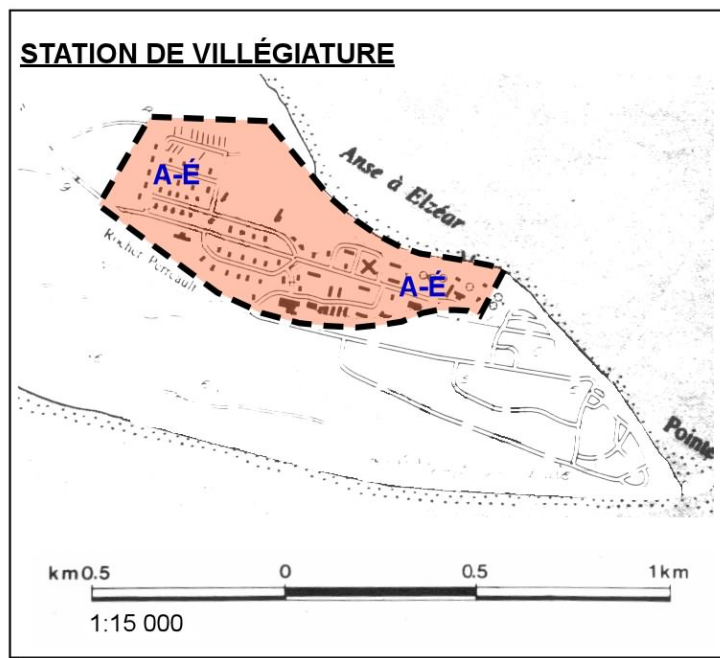 STATION DE VILLÉGIATURE
Anse à Elzéar
A-É
Rocher Perreault
A-É
Pointe
km 0.5 0 0.5 1 km
1:15 000